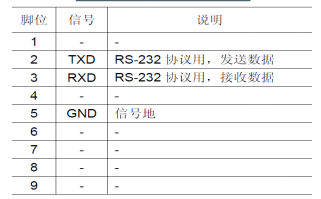 脚位 信号 说明
1 - -
2 TXD RS-232 协议用，发送数据
3 RXD RS-232 协议用，接收数据
4 - -
5 GND 信号地
6 - -
7 - -
8 - -
9 - -